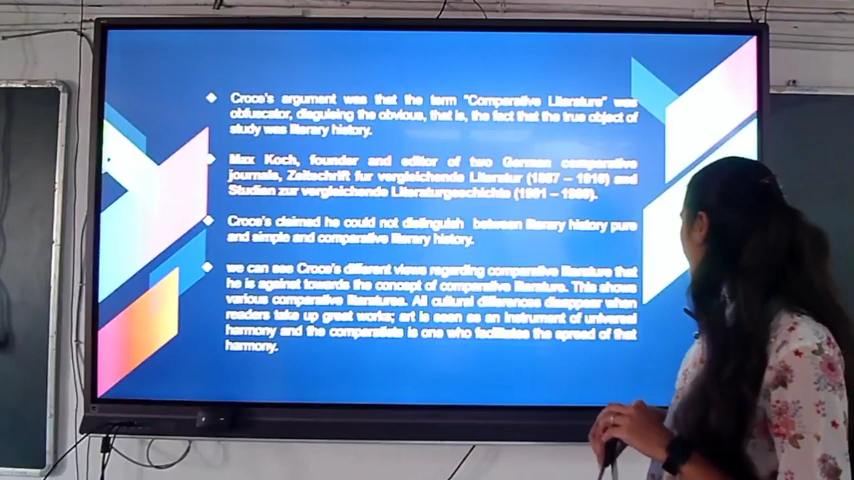 Croce's argument was that the term "Comparative Literature" was
obfuscator, disguising the obvious, that is, the fact that the true object of
study was literary history.
Max Koch, founder and editor of two German comparative
journals, Zeitschrift fur vergleichende Literatur (1887 – 1910) and
Studien zur vergleichende Literaturgeschichte (1901 – 1909).
Croce's claimed he could not distinguish between literary history pure
and simple and comparative literary history.
we can see Croce's different views regarding comparative literature that
he is against towards the concept of comparative literature. This shows
various comparative literatures. All cultural differences disappear when
readers take up great works; art is seen as an instrument of universal
harmony and the comparatists is one who facilitates the spread of that
harmony.